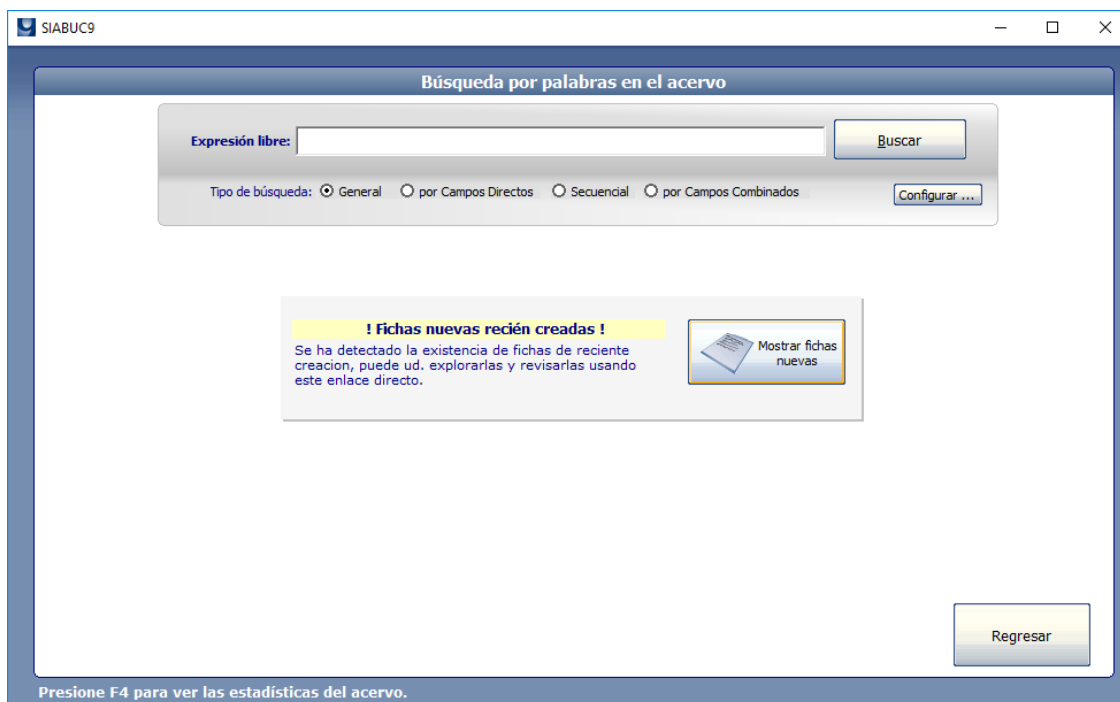 SIABUC9
Búsqueda por palabras en el acervo
Expresión libre:
Buscar
Tipo de búsqueda: General por Campos Directos Secuencial por Campos Combinados
Configurar ...
! Fichas nuevas recién creadas !
Se ha detectado la existencia de fichas de reciente
creacion, puede ud. explorarlas y revisarlas usando
este enlace directo.
Mostrar fichas
nuevas
Regresar
Presione F4 para ver las estadísticas del acervo.